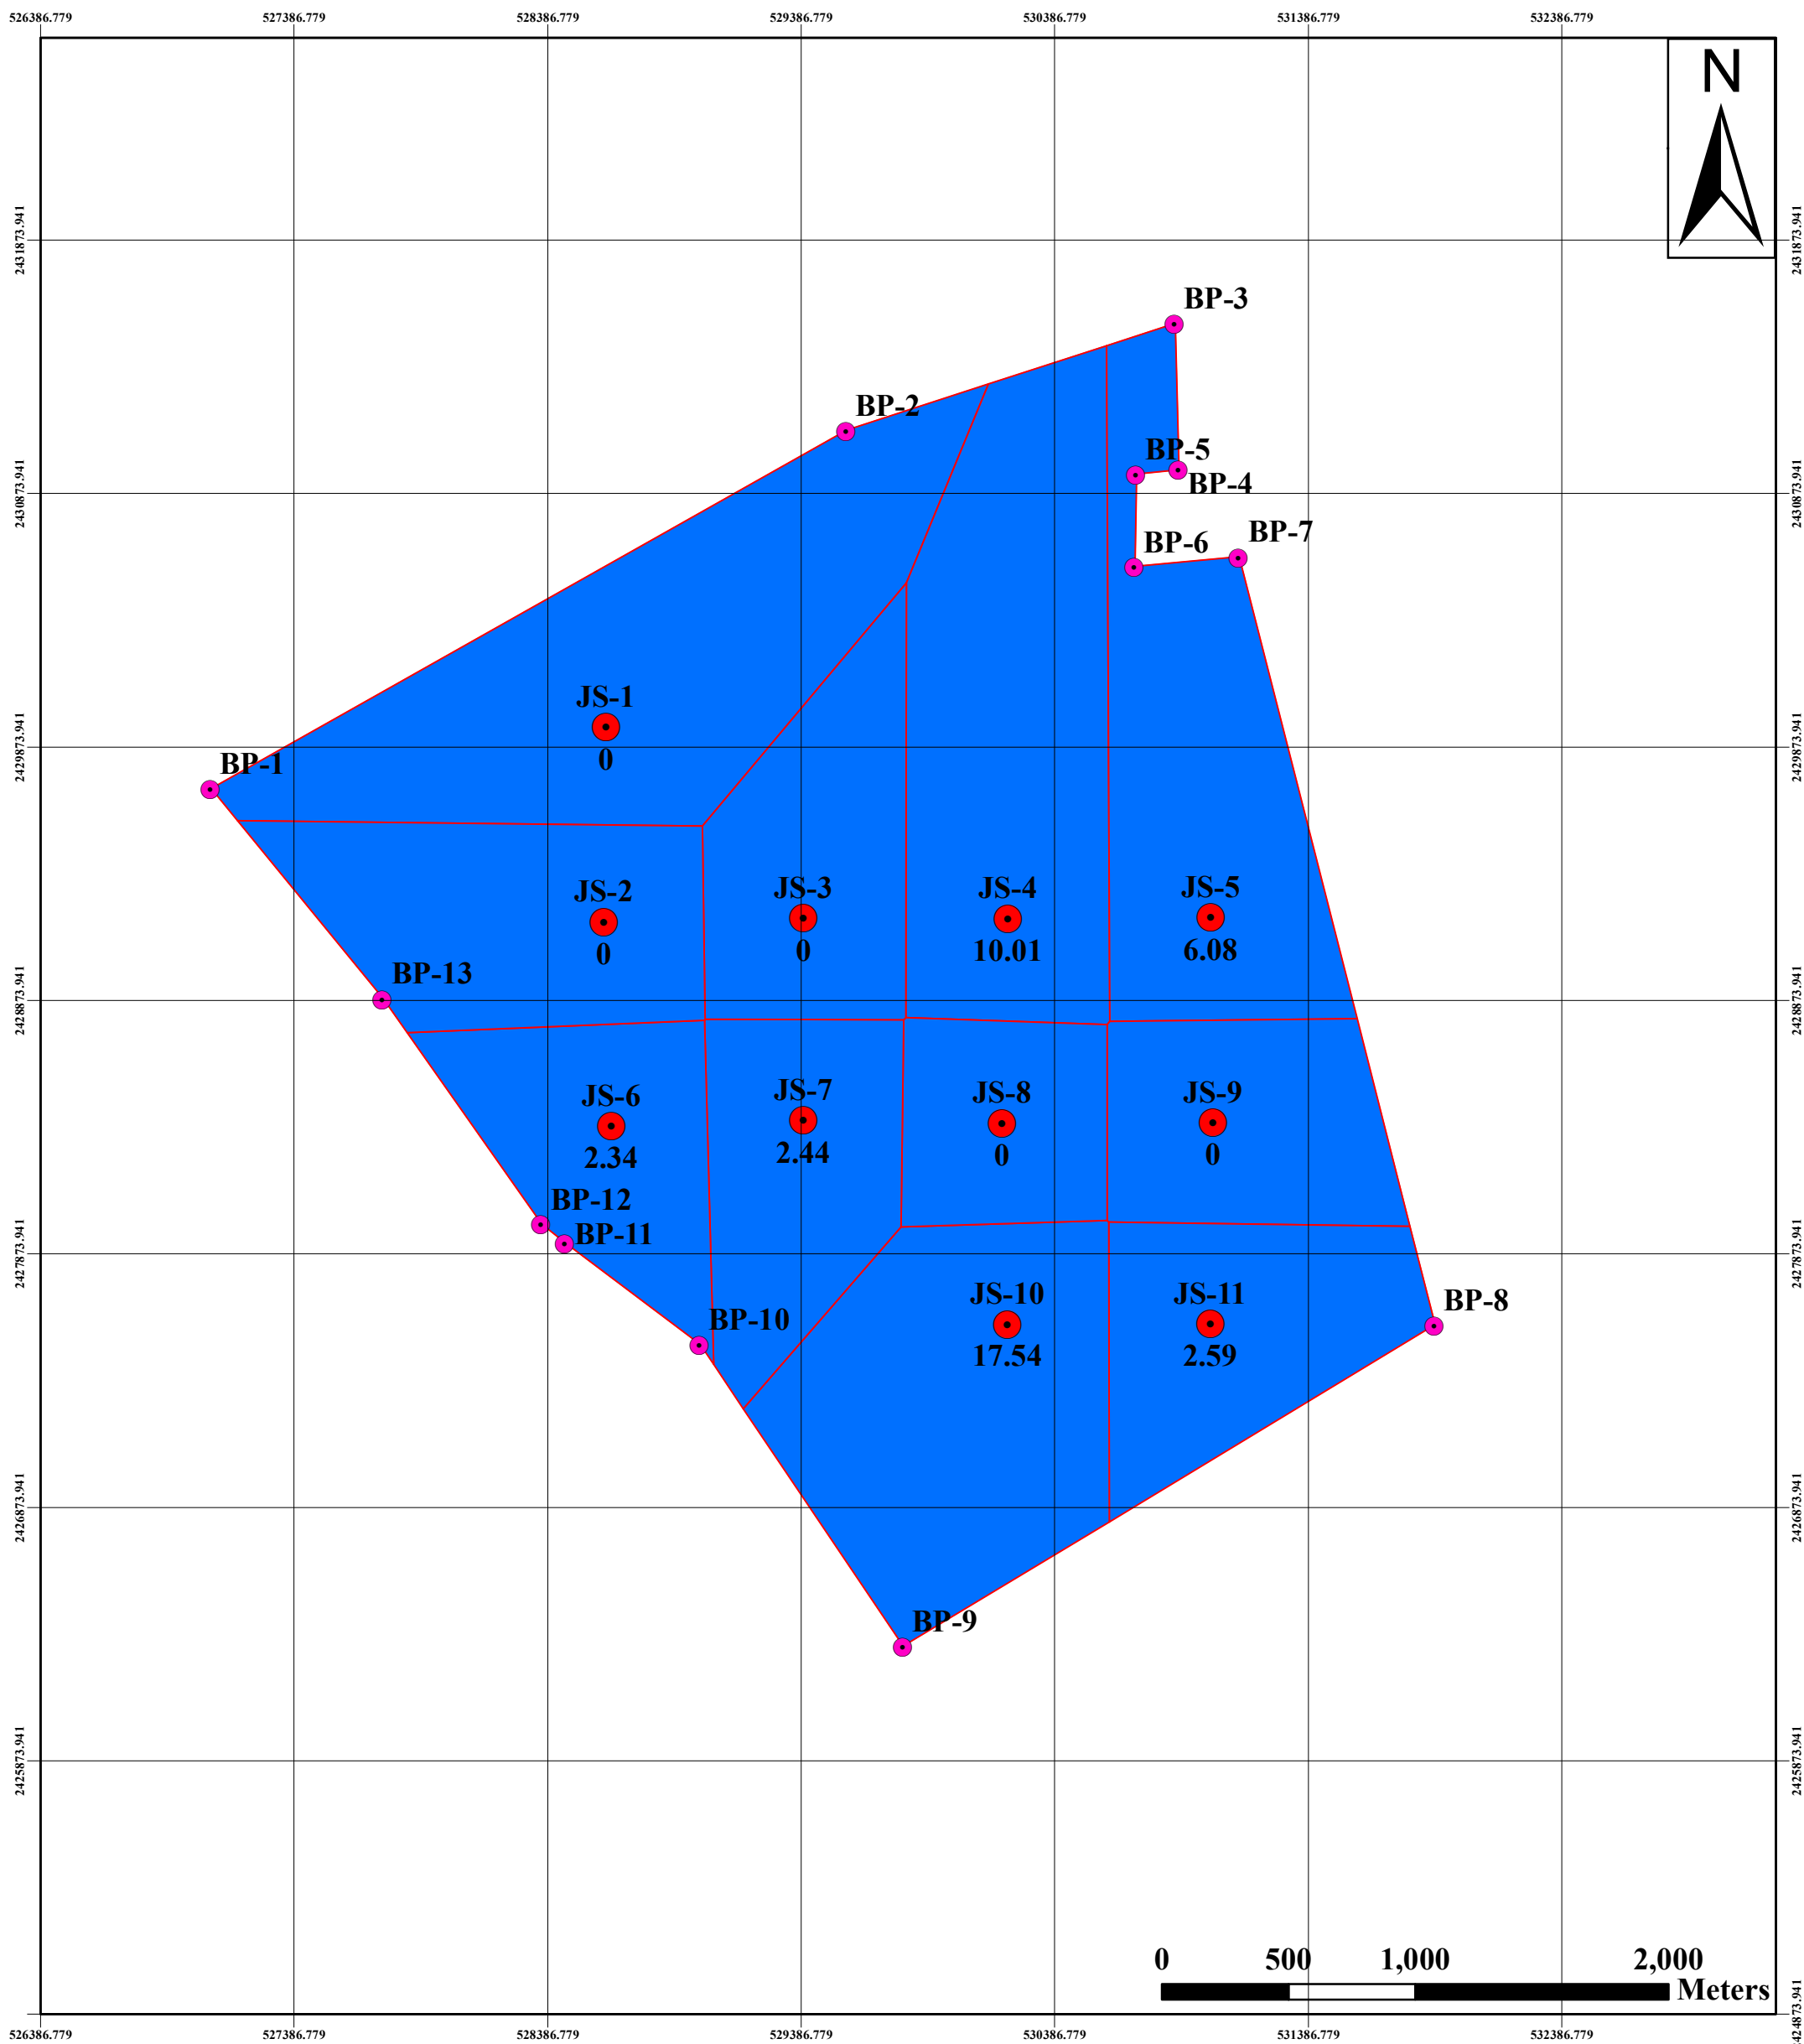 526386.779 527386.779 528386.779 529386.779 530386.779 531386.779 532386.779
N
2431873.941 2431873.941
BP-3
BP-2
BP-5
BP-4
2430873.941 2430873.941
BP-6 BP-7
JS-1
0
2429873.941 2429873.941
BP-1
JS-2 JS-3 JS-4 JS-5
0 0 10.01 6.08
BP-13
2428873.941 2428873.941
JS-6 JS-7 JS-8 JS-9
2.34 2.44 0 0
BP-12
BP-11
2427873.941 2427873.941
JS-10 JS-11 BP-8
BP-10
17.54 2.59
2426873.941 2426873.941
BP-9
2425873.941 2425873.941
0 500 1,000 2,000
Meters
2424873.941 2424873.941
526386.779 527386.779 528386.779 529386.779 530386.779 531386.779 532386.779